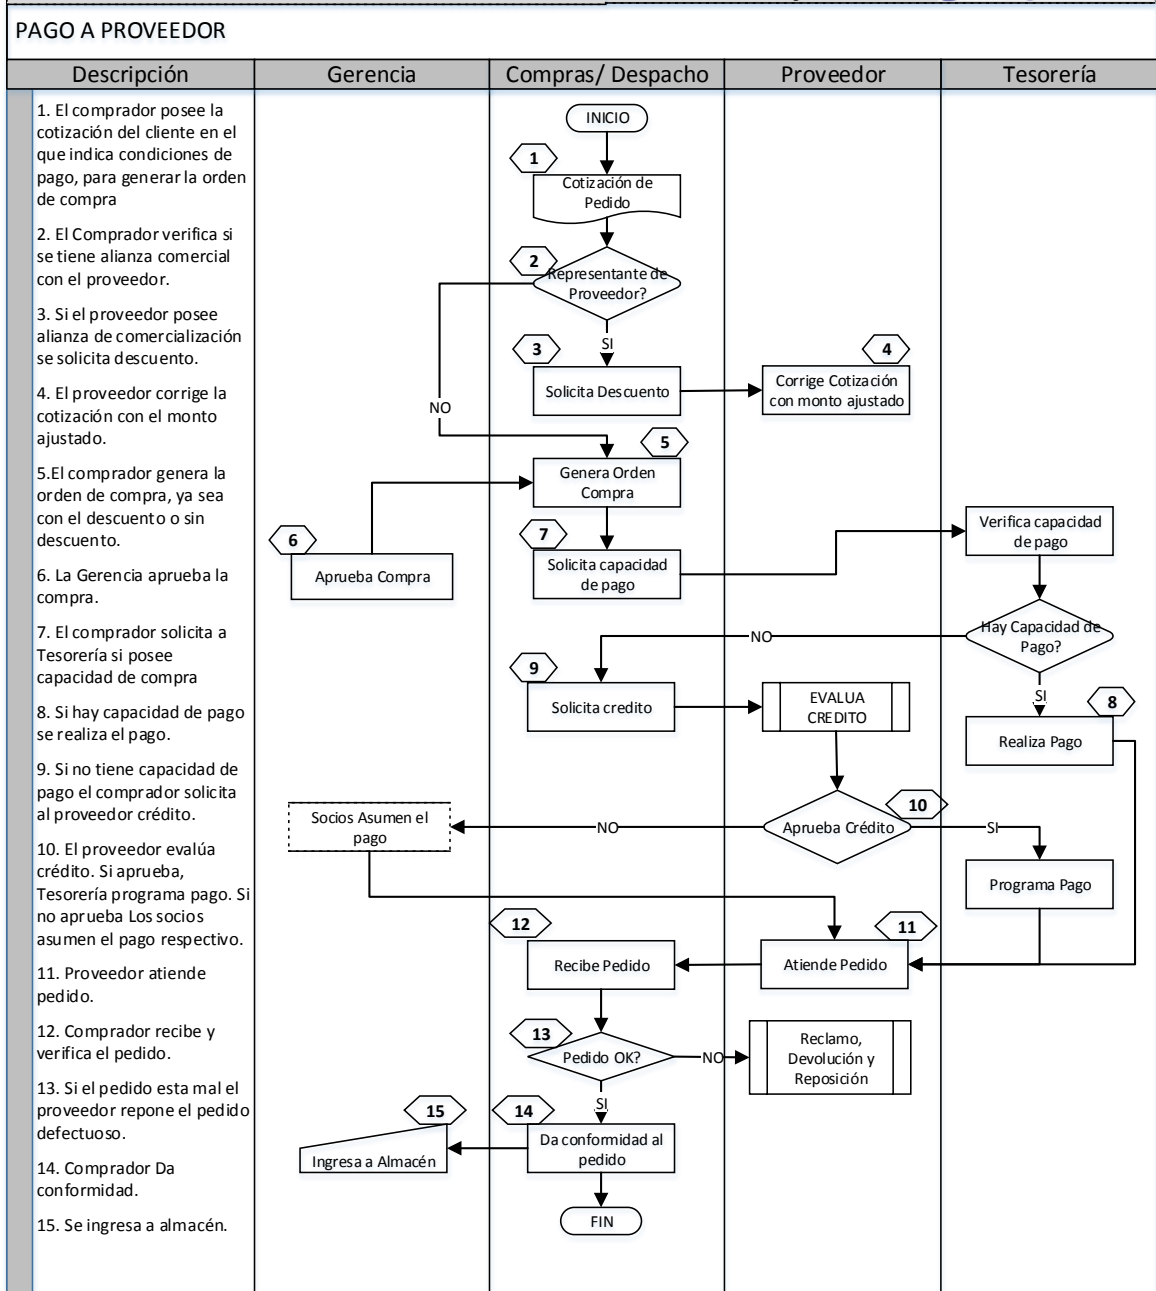 PAGO A PROVEEDOR
Descripción
Gerencia
Compras/ Despacho
Proveedor
Tesorería
1. El comprador posee la
cotización del cliente en el
que indica condiciones de
pago, para generar la orden
de compra
2. El Comprador verifica si
se tiene alianza comercial
con el proveedor.
3. Si el proveedor posee
alianza de comercialización
se solicita descuento.
4. El proveedor corrige la
cotización con el monto
ajustado.
5.El comprador genera la
orden de compra, ya sea
con el descuento o sin
descuento.
6. La Gerencia aprueba la
compra.
7. El comprador solicita a
Tesorería si posee
capacidad de compra
8. Si hay capacidad de pago
se realiza el pago.
9. Si no tiene capacidad de
pago el comprador solicita
al proveedor crédito.
10. El proveedor evalúa
crédito. Si aprueba,
Tesorería programa pago. Si
no aprueba Los socios
asumen el pago respectivo.
11. Proveedor atiende
pedido.
12. Comprador recibe y
verifica el pedido.
13. Si el pedido esta mal el
proveedor repone el pedido
defectuoso.
14. Comprador Da
conformidad.
15. Se ingresa a almacén.
INICIO
1
Cotización de
Pedido
2
Representante de
Proveedor?
SI
NO
3
Solicita Descuento
4
Corrige Cotización
con monto ajustado
5
Genera Orden
Compra
6
Aprueba Compra
7
Solicita capacidad
de pago
Verifica capacidad
de pago
Hay Capacidad de
Pago?
NO
SI
8
Realiza Pago
9
Solicita credito
EVALUA
CREDITO
10
Aprueba Crédito
NO
SI
Socios Asumen el
pago
Programa Pago
11
Atiende Pedido
12
Recibe Pedido
13
Pedido OK?
NO
Reclamo,
Devolución y
Reposición
SI
14
Da conformidad al
pedido
15
Ingresa a Almacén
FIN